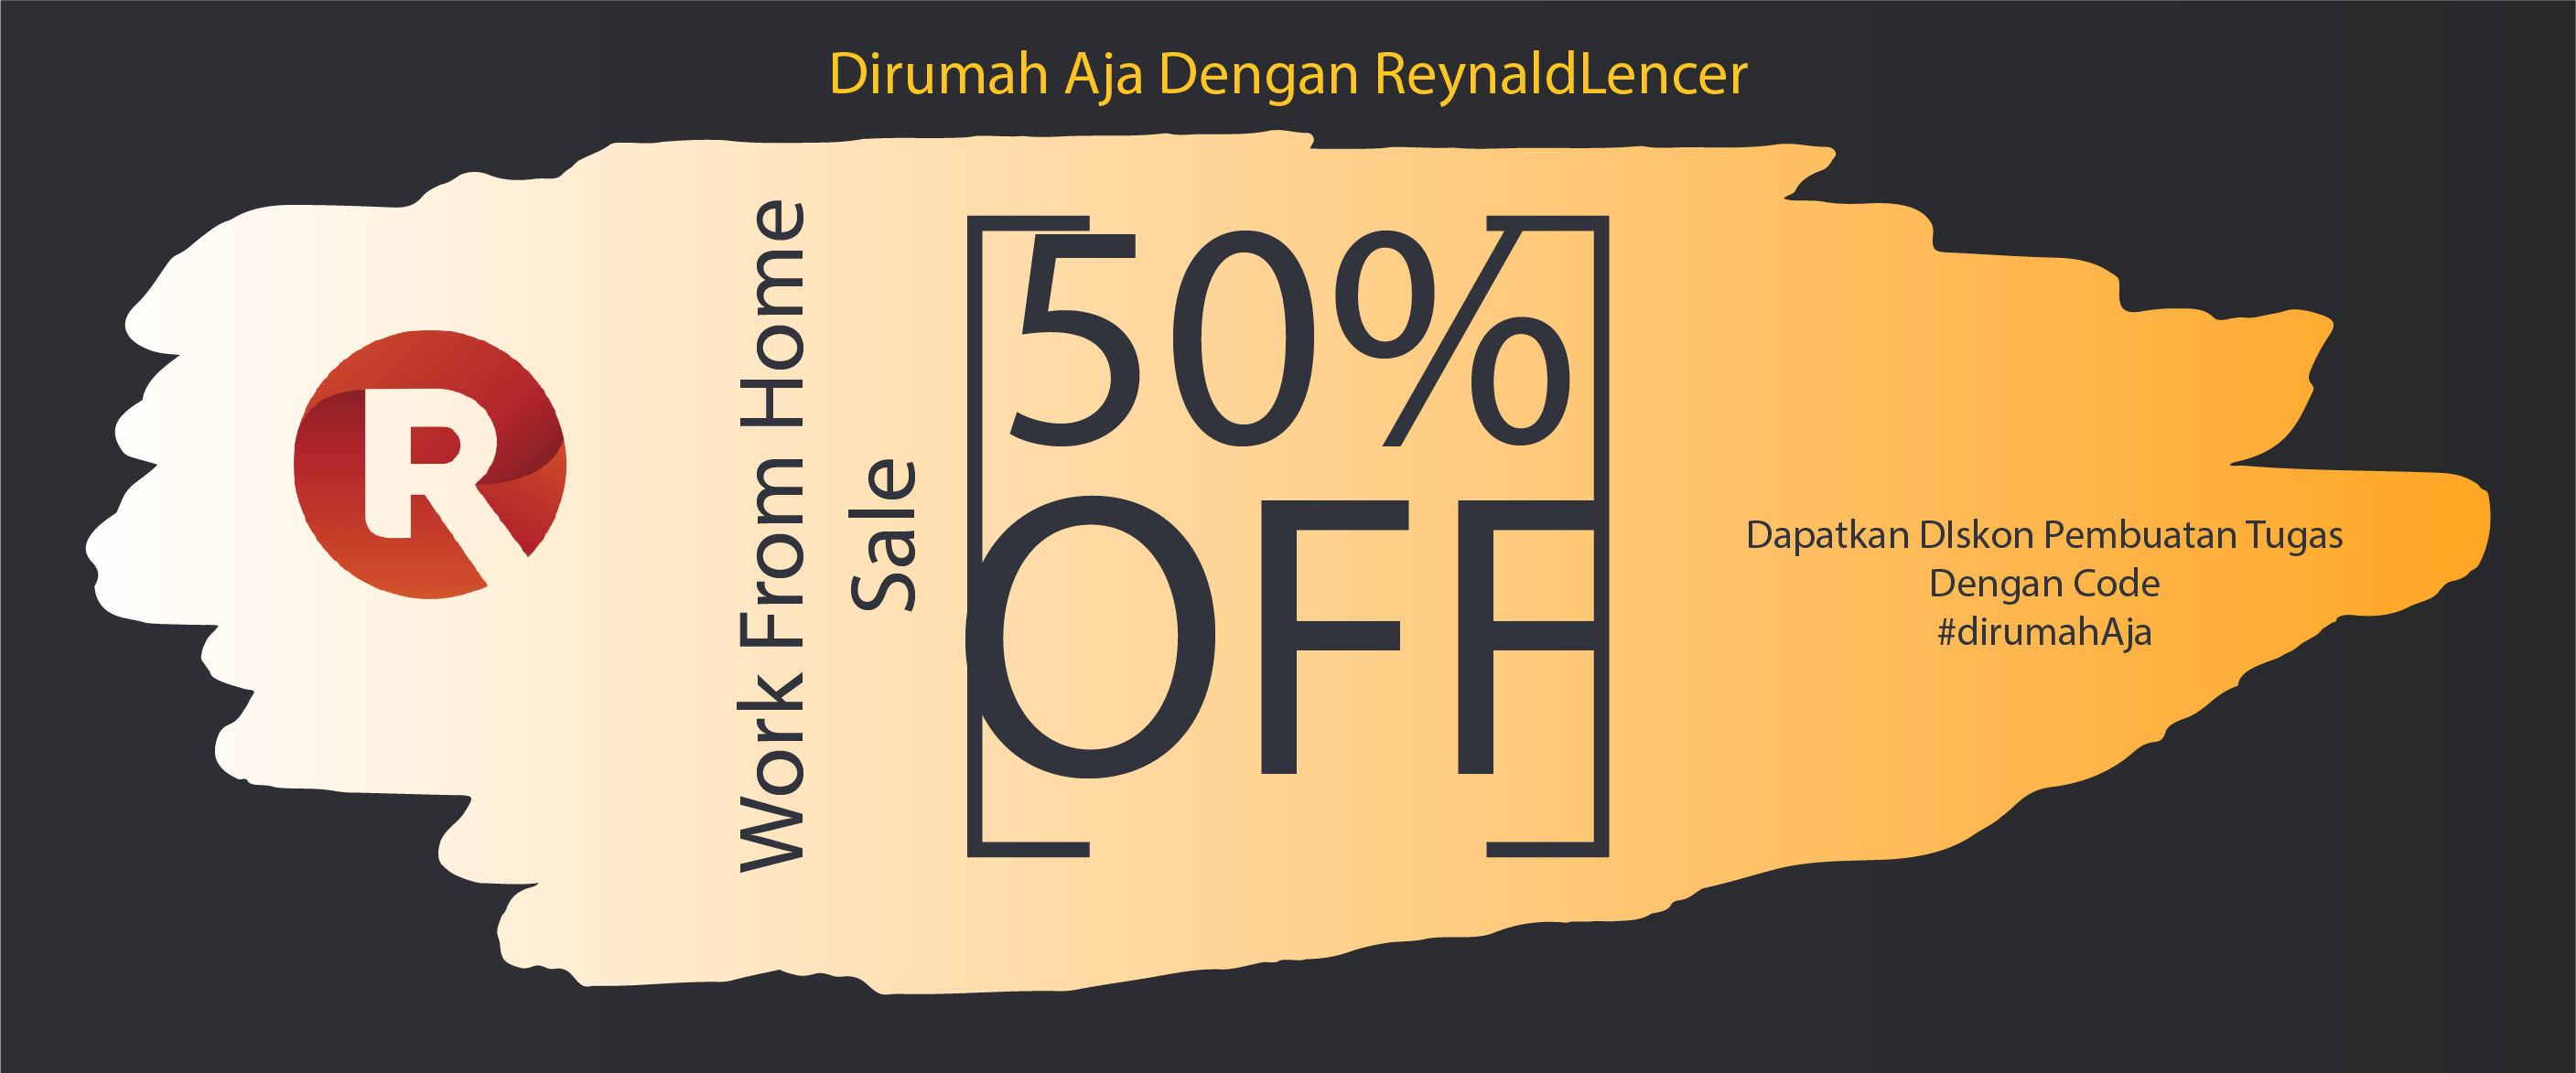 Dirumah Aja Dengan ReynaldLencer
R
Work From Home
Sale
50%
OFF
Dapatkan DIskon Pembuatan Tugas
Dengan Code
#dirumahAja